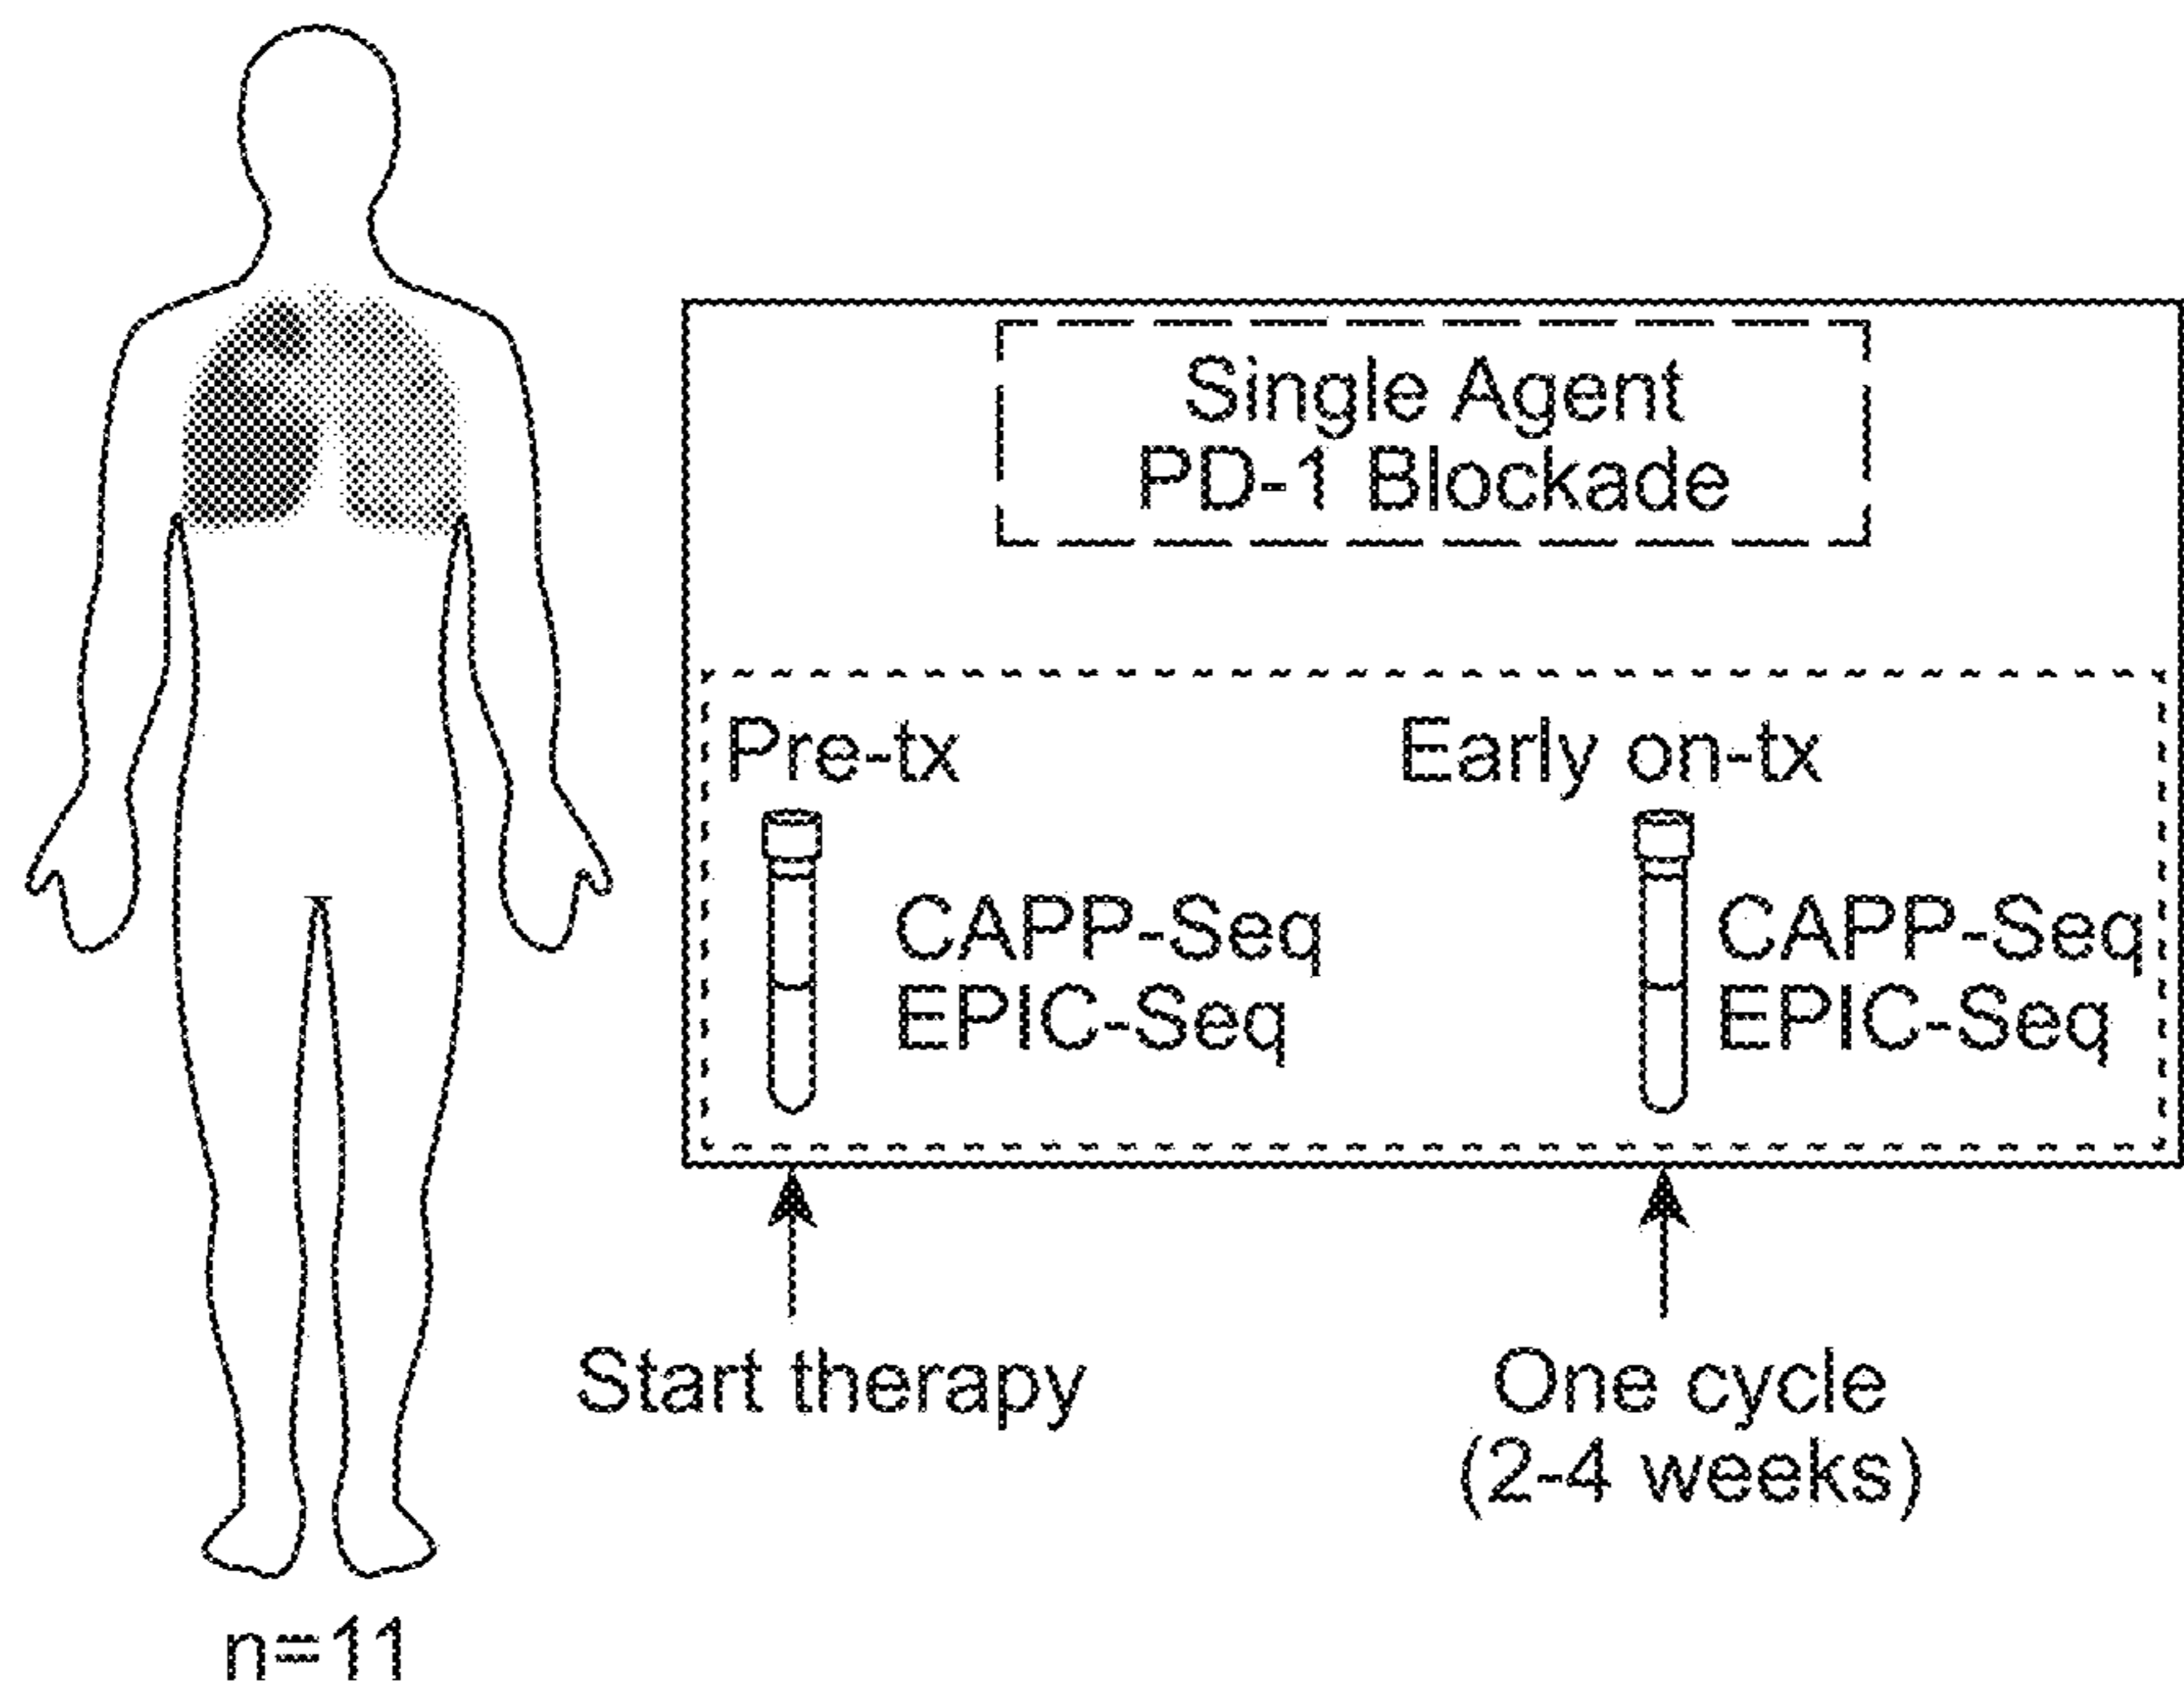 Single Agent
PD-1 Blockade
Pre-tx
Early on-tx
CAPP-Seq
EPIC-Seq
CAPP-Seq
EPIC-Seq
Start therapy
One cycle
(2-4 weeks)
n=11